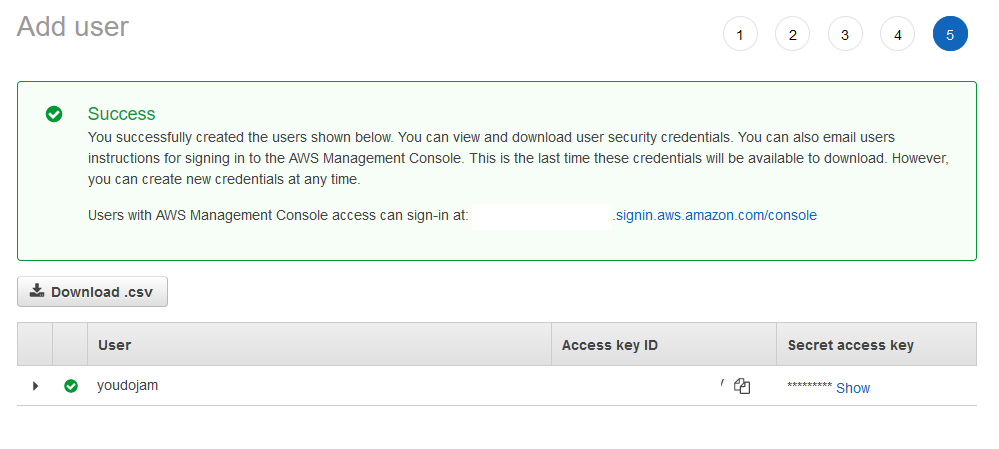 Add user
1 2 3 4 5
Success
You successfully created the users shown below. You can view and download user security credentials. You can also email users
instructions for signing in to the AWS Management Console. This is the last time these credentials will be available to download. However,
you can create new credentials at any time.
Users with AWS Management Console access can sign-in at: .signin.aws.amazon.com/console
Download .csv
User Access key ID Secret access key
youdojam ********* Show